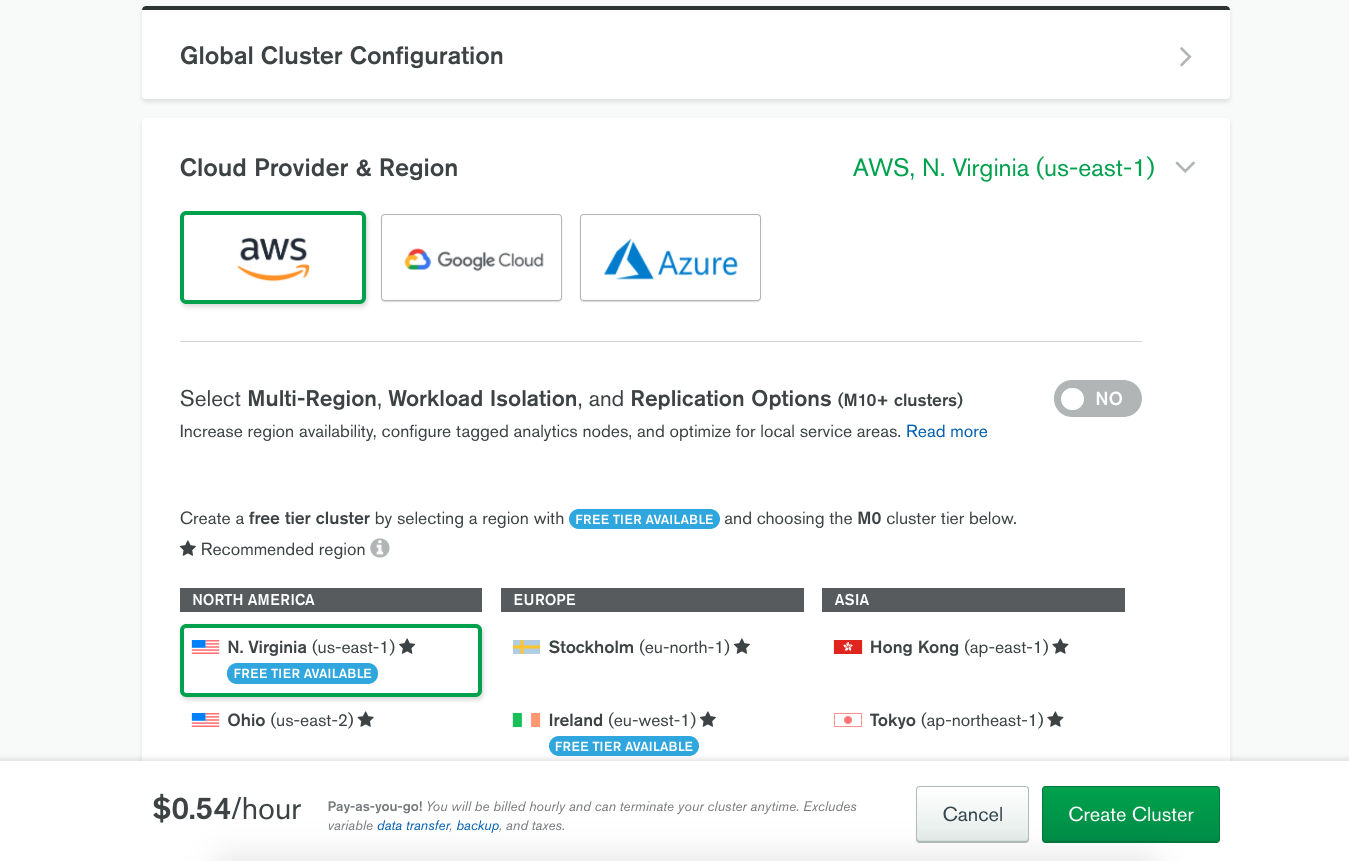 Global Cluster Configuration
Cloud Provider & Region
AWS, N. Virginia (us-east-1)
aws
Google Cloud
Azure
Select Multi-Region, Workload Isolation, and Replication Options (M10+ clusters)
NO
Increase region availability, configure tagged analytics nodes, and optimize for local service areas. Read more
Create a free tier cluster by selecting a region with FREE TIER AVAILABLE and choosing the M0 cluster tier below.
★ Recommended region i
NORTH AMERICA
N. Virginia (us-east-1) ★
FREE TIER AVAILABLE
Ohio (us-east-2) ★
EUROPE
Stockholm (eu-north-1) ★
Ireland (eu-west-1) ★
FREE TIER AVAILABLE
ASIA
Hong Kong (ap-east-1) ★
Tokyo (ap-northeast-1) ★
$0.54/hour
Pay-as-you-go! You will be billed hourly and can terminate your cluster anytime. Excludes
variable data transfer, backup, and taxes.
Cancel
Create Cluster